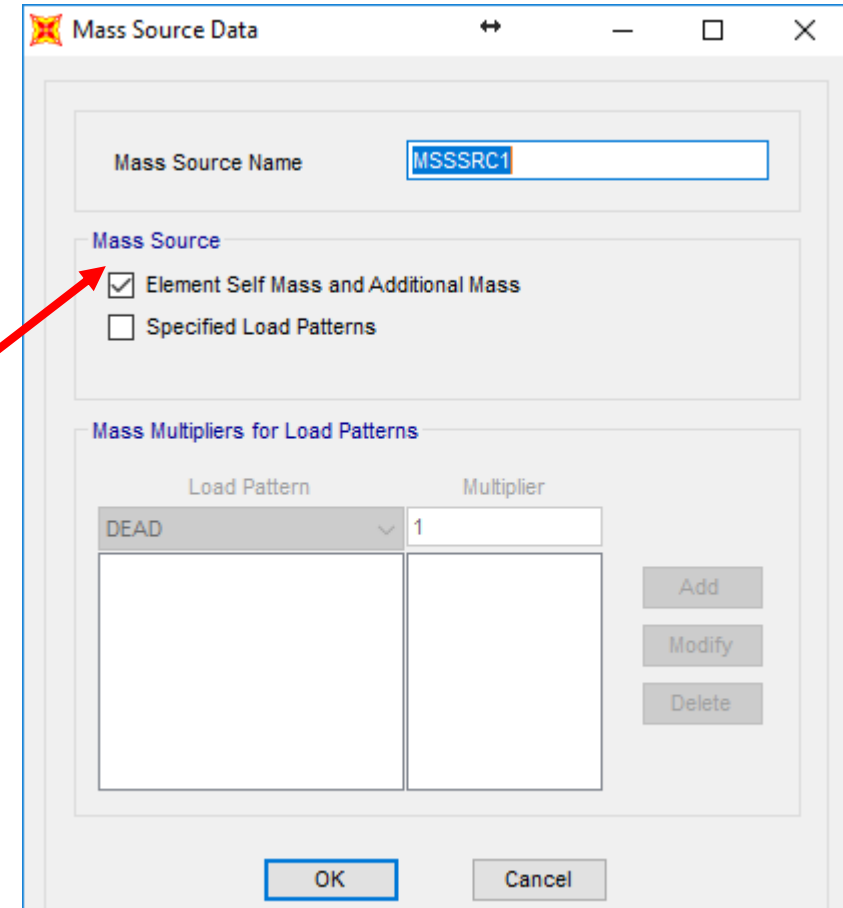 Mass Source Data
Mass Source Name MSSSRC1
Mass Source
Element Self Mass and Additional Mass
Specified Load Patterns
Mass Multipliers for Load Patterns
Load Pattern Multiplier
DEAD 1
Add
Modify
Delete
OK Cancel